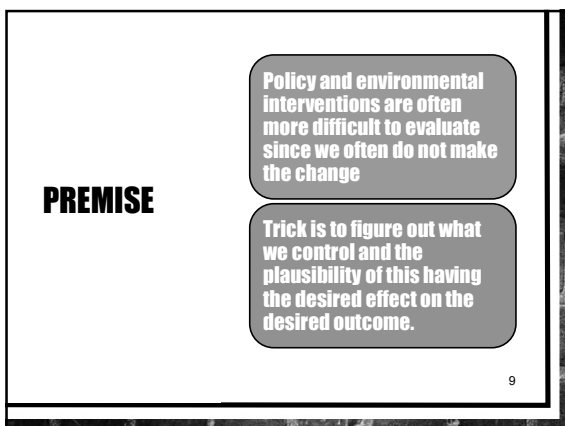 PREMISE
Policy and environmental
interventions are often
more difficult to evaluate
since we often do not make
the change
Trick is to figure out what
we control and the
plausibility of this having
the desired effect on the
desired outcome.
9